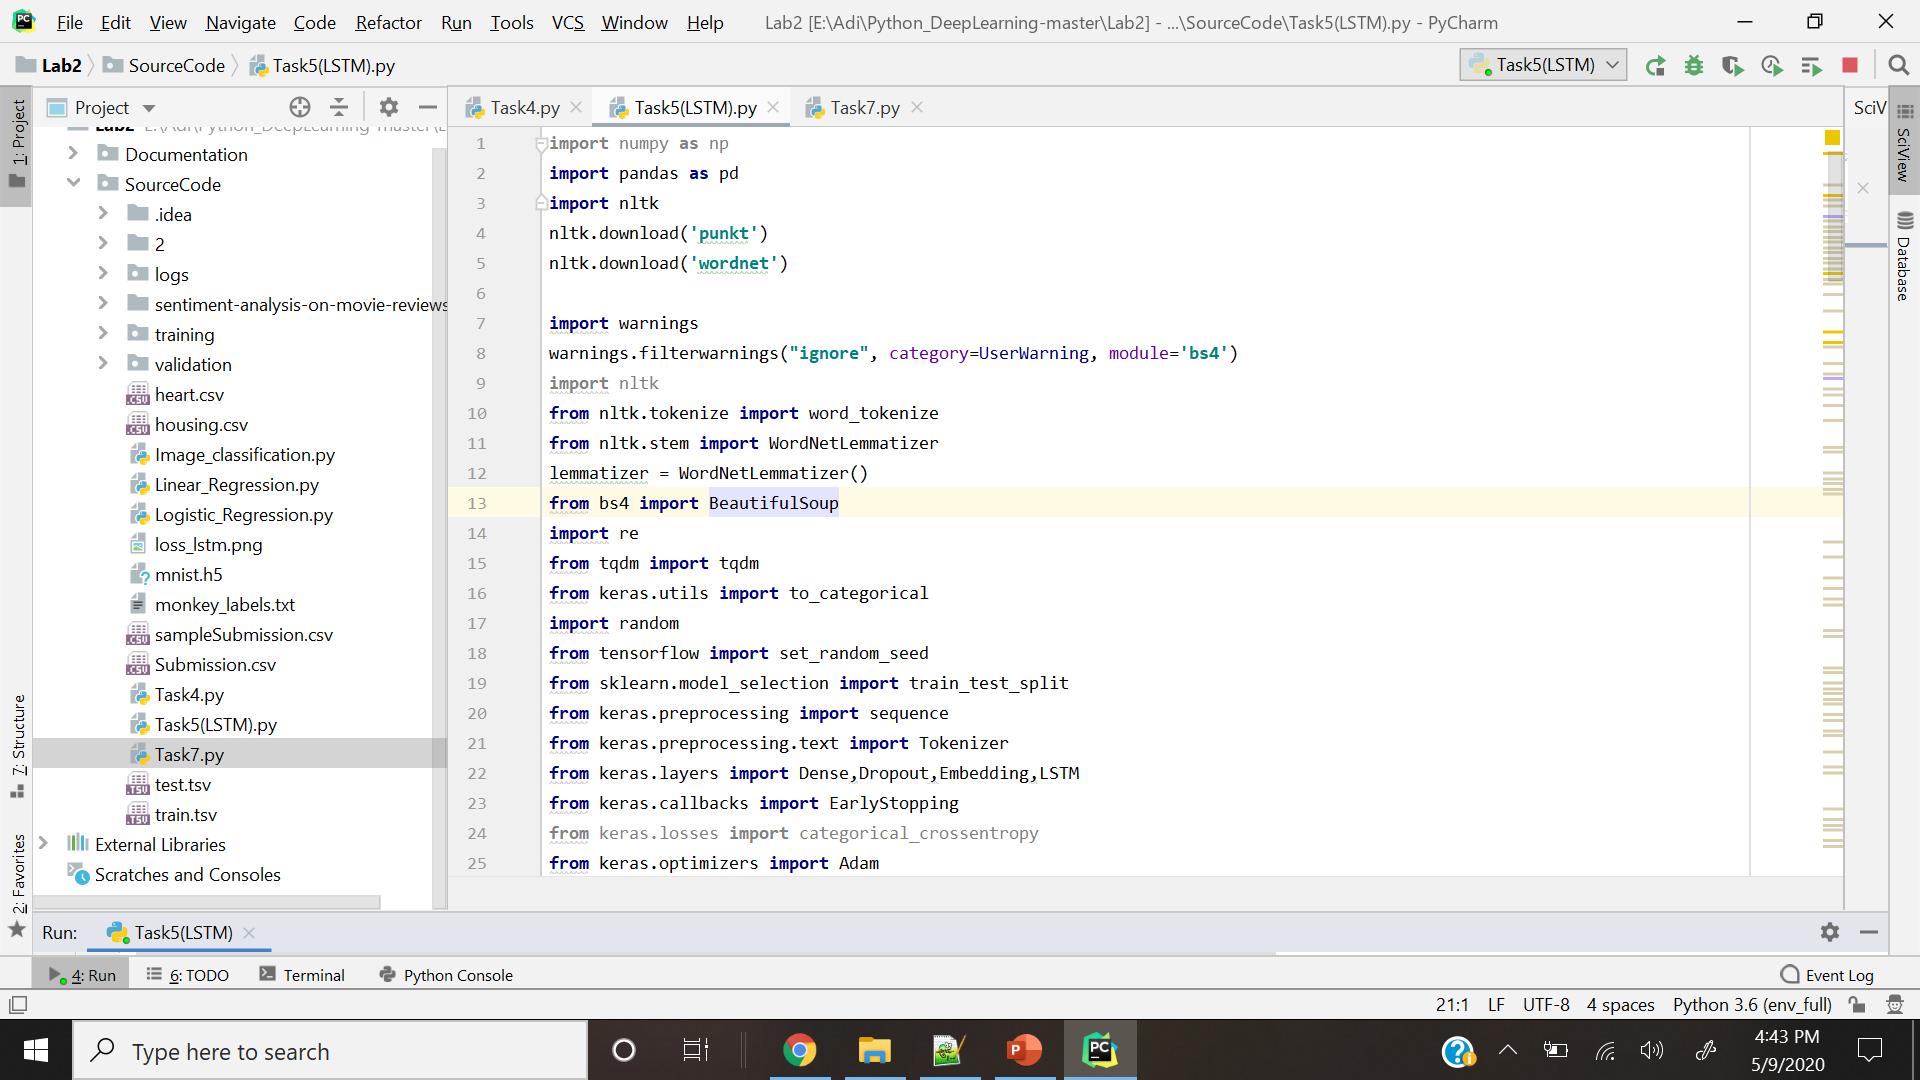 File Edit View Navigate Code Refactor Run Tools VCS Window Help Lab2 [E:\Adi\Python_DeepLearning-master\Lab2] - ...\SourceCode\Task5(LSTM).py - PyCharm
Lab2 SourceCode Task5(LSTM).py Task5(LSTM)
1: Project
Project
Task4.py Task5(LSTM).py Task7.py SciV
SciView
Database
Documentation
SourceCode
.idea
2
logs
sentiment-analysis-on-movie-reviews
training
validation
heart.csv
housing.csv
Image_classification.py
Linear_Regression.py
Logistic_Regression.py
loss_lstm.png
mnist.h5
monkey_labels.txt
sampleSubmission.csv
Submission.csv
Task4.py
Task5(LSTM).py
Task7.py
test.tsv
train.tsv
External Libraries
Scratches and Consoles
7: Structure
2: Favorites
1 import numpy as np
2 import pandas as pd
3 import nltk
4 nltk.download('punkt')
5 nltk.download('wordnet')
6
7 import warnings
8 warnings.filterwarnings("ignore", category=UserWarning, module='bs4')
9 import nltk
10 from nltk.tokenize import word_tokenize
11 from nltk.stem import WordNetLemmatizer
12 lemmatizer = WordNetLemmatizer()
13 from bs4 import BeautifulSoup
14 import re
15 from tqdm import tqdm
16 from keras.utils import to_categorical
17 import random
18 from tensorflow import set_random_seed
19 from sklearn.model_selection import train_test_split
20 from keras.preprocessing import sequence
21 from keras.preprocessing.text import Tokenizer
22 from keras.layers import Dense,Dropout,Embedding,LSTM
23 from keras.callbacks import EarlyStopping
24 from keras.losses import categorical_crossentropy
25 from keras.optimizers import Adam
Run: Task5(LSTM)
4: Run 6: TODO Terminal Python Console Event Log
21:1 LF UTF-8 4 spaces Python 3.6 (env_full)
Type here to search
4:43 PM
5/9/2020